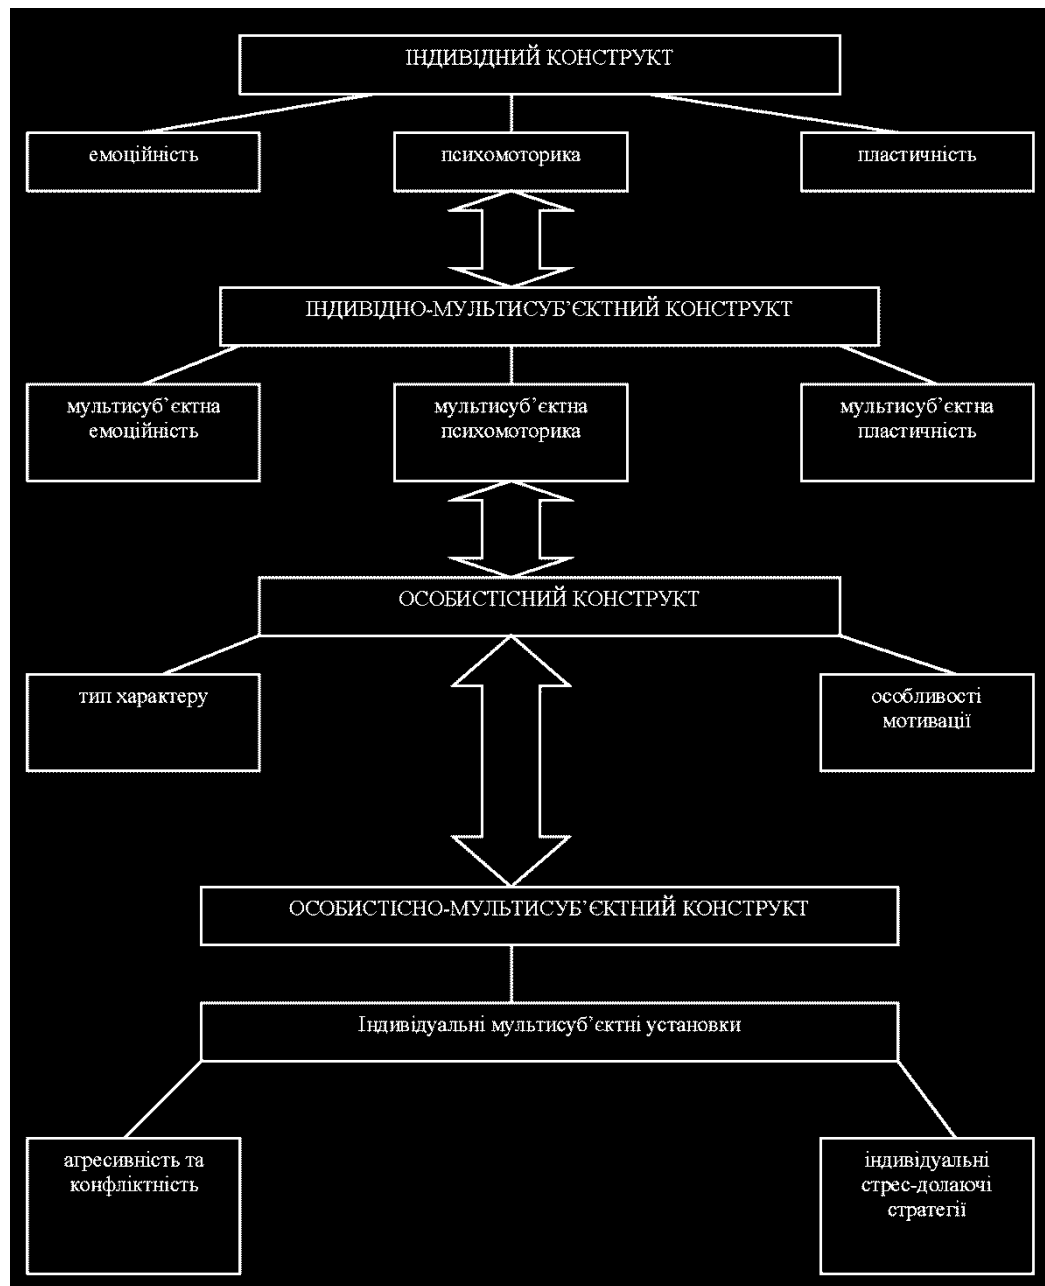 ІНДИВІДНИЙ КОНСТРУКТ
емоційність
психомоторика
пластичність
ІНДИВІДНО-МУЛЬТИСУБ’ЄКТНИЙ КОНСТРУКТ
мультисуб’єктна
емоційність
мультисуб’єктна
психомоторика
мультисуб’єктна
пластичність
ОСОБИСТІСНИЙ КОНСТРУКТ
тип характеру
особливості
мотивації
ОСОБИСТІСНО-МУЛЬТИСУБ’ЄКТНИЙ КОНСТРУКТ
Індивідуальні мультисуб’єктні установки
агресивність та
конфліктність
індивідуальні
стрес-долаючі
стратегії